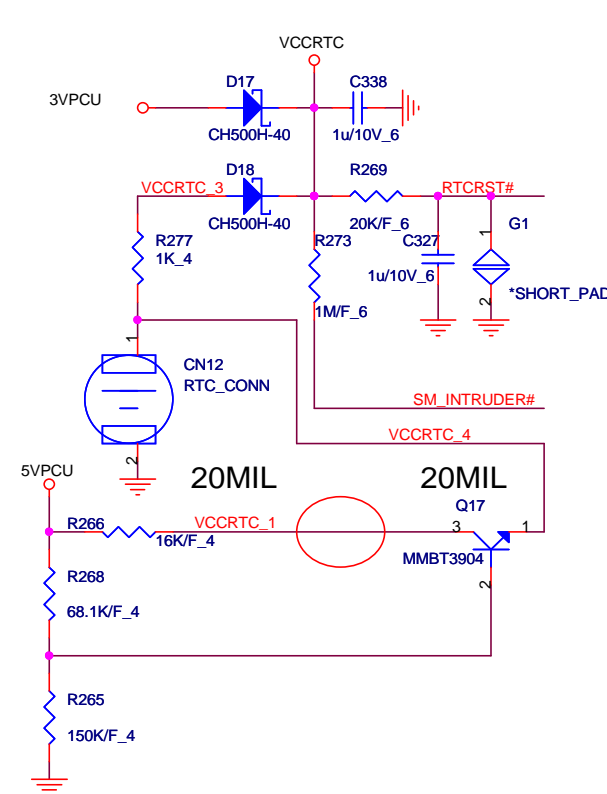 VCCRTC
D17
C338
3VPCU
CH500H-40
1u/10V_6
D18
R269
VCCRTC_3
RTCRST#
CH500H-40
20K/F_6
G1
1
R277
1K_4
R273
C327
1u/10V_6
2
*SHORT_PAD
1M/F_6
1
CN12
RTC_CONN
SM_INTRUDER#
VCCRTC_4
2
5VPCU
20MIL
20MIL
Q17
R266
VCCRTC_1
3
1
16K/F_4
MMBT3904
R268
2
68.1K/F_4
R265
150K/F_4